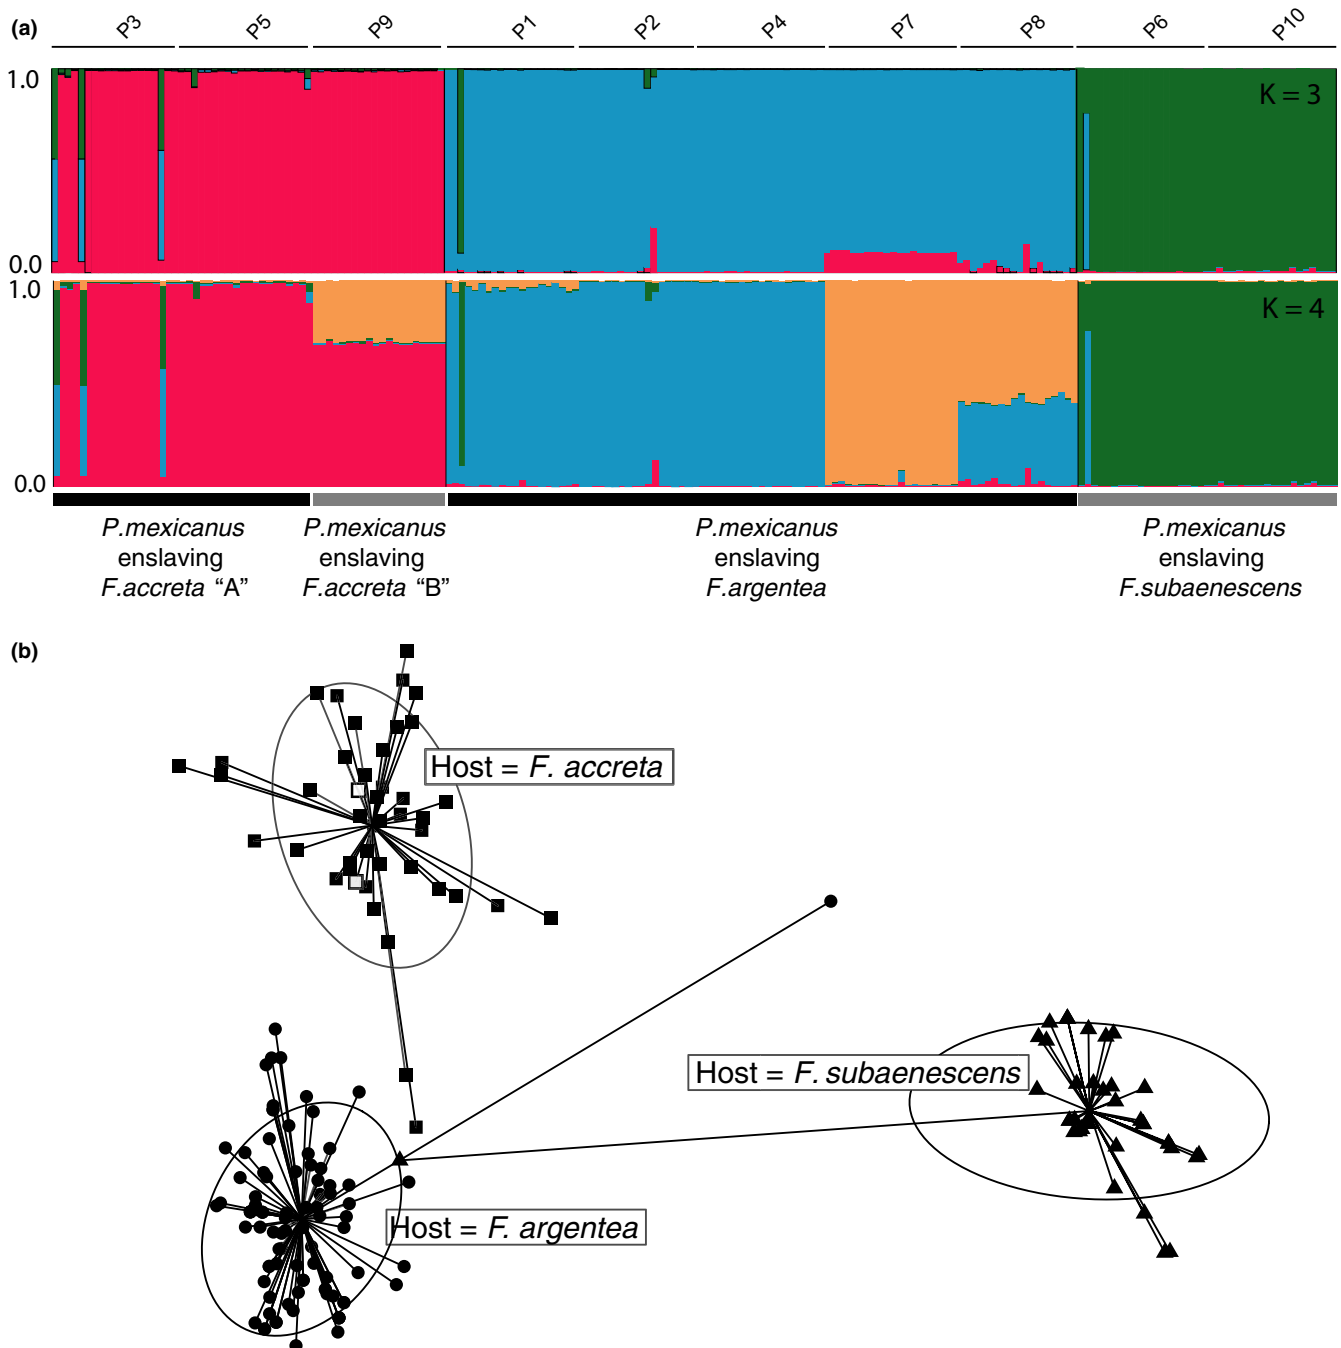 (a)
P3 P5 P9 P1 P2 P4 P7 P8 P6 P10
1.0
K = 3
0.0
1.0
K = 4
0.0
P.mexicanus P.mexicanus P.mexicanus P.mexicanus
enslaving enslaving enslaving enslaving
F.accreta “A” F.accreta “B” F.argentea F.subaenescens
(b)
Host = F. accreta
Host = F. subaenescens
Host = F. argentea